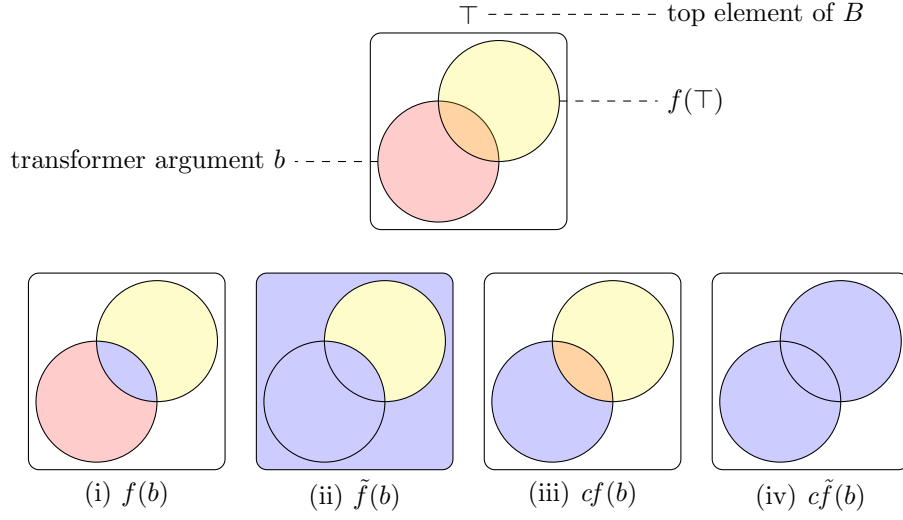 ⊤ top element of B
f(⊤)
transformer argument b
(i) f(b) (ii) f̃(b) (iii) cf(b) (iv) cf̃(b)